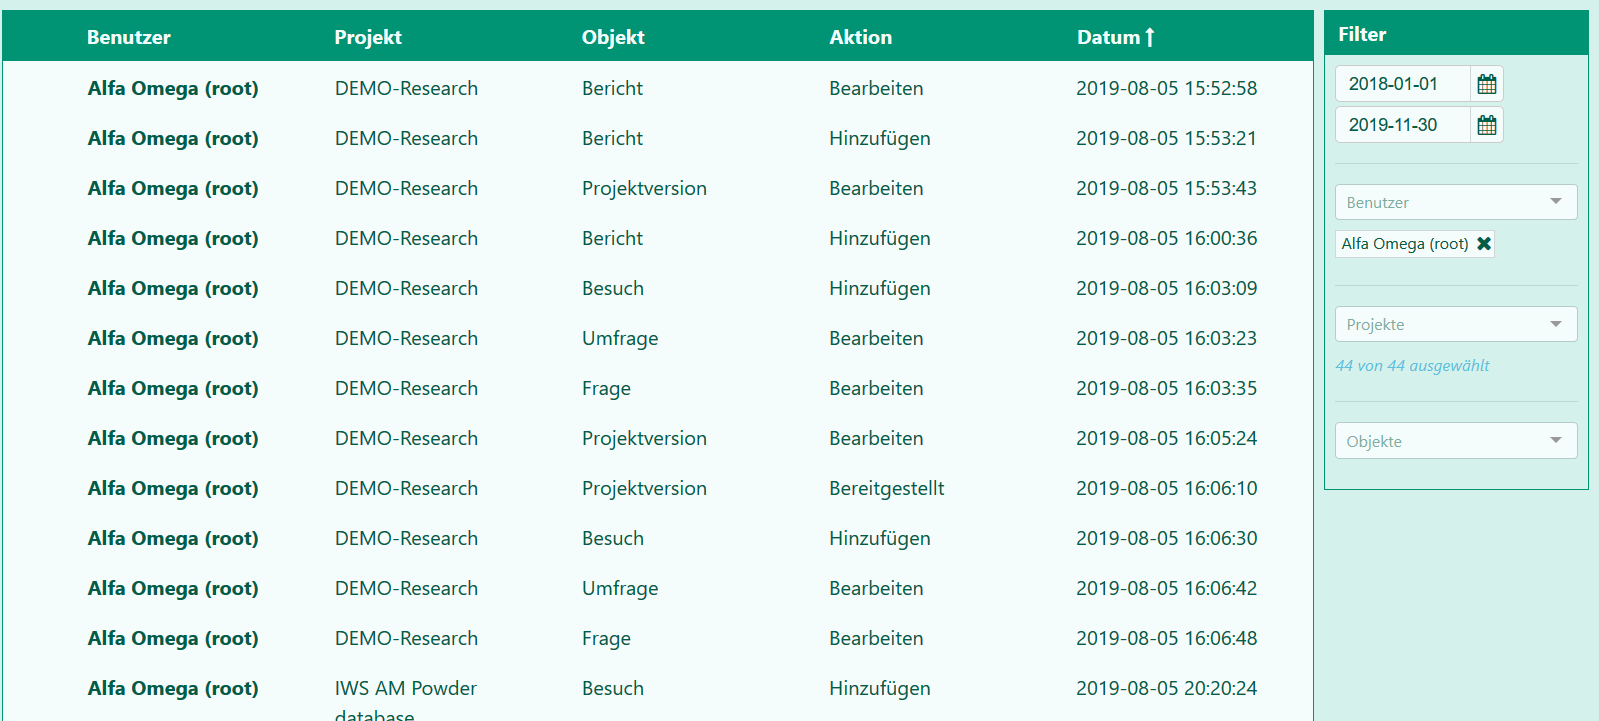 Benutzer Projekt Objekt Aktion Datum
Alfa Omega (root) DEMO-Research Bericht Bearbeiten 2019-08-05 15:52:58
Alfa Omega (root) DEMO-Research Bericht Hinzufügen 2019-08-05 15:53:21
Alfa Omega (root) DEMO-Research Projektversion Bearbeiten 2019-08-05 15:53:43
Alfa Omega (root) DEMO-Research Bericht Hinzufügen 2019-08-05 16:00:36
Alfa Omega (root) DEMO-Research Besuch Hinzufügen 2019-08-05 16:03:09
Alfa Omega (root) DEMO-Research Umfrage Bearbeiten 2019-08-05 16:03:23
Alfa Omega (root) DEMO-Research Frage Bearbeiten 2019-08-05 16:03:35
Alfa Omega (root) DEMO-Research Projektversion Bearbeiten 2019-08-05 16:05:24
Alfa Omega (root) DEMO-Research Projektversion Bereitgestellt 2019-08-05 16:06:10
Alfa Omega (root) DEMO-Research Besuch Hinzufügen 2019-08-05 16:06:30
Alfa Omega (root) DEMO-Research Umfrage Bearbeiten 2019-08-05 16:06:42
Alfa Omega (root) DEMO-Research Frage Bearbeiten 2019-08-05 16:06:48
Alfa Omega (root) IWS AM Powder Besuch Hinzufügen 2019-08-05 20:20:24
database
Filter
2018-01-01
2019-11-30
Benutzer
Alfa Omega (root)
Projekte
44 von 44 ausgewählt
Objekte